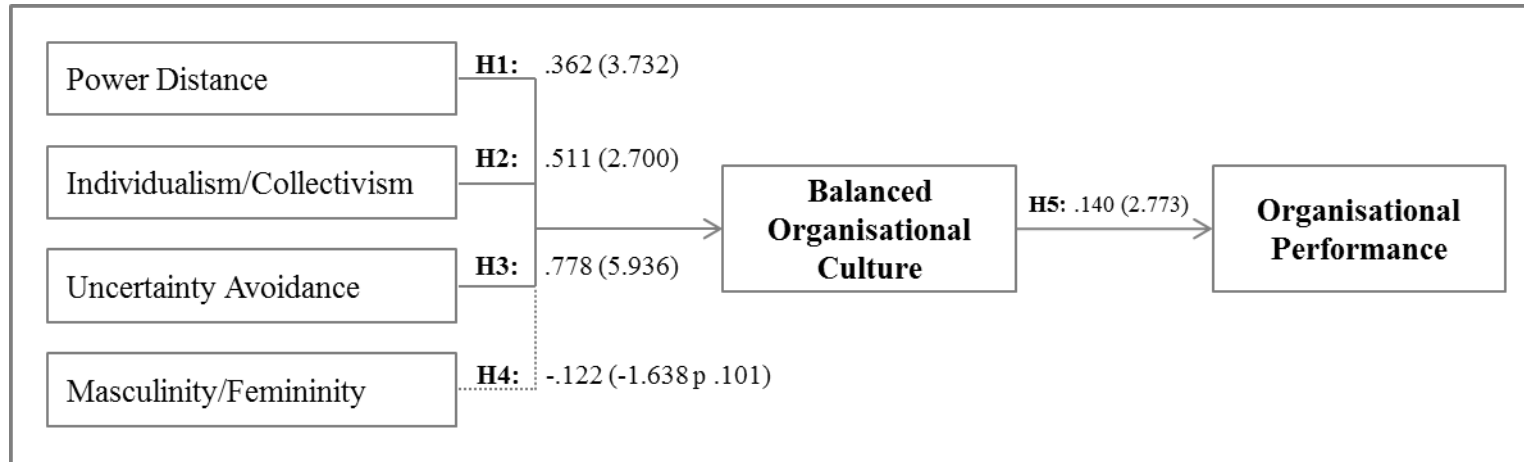 Power Distance
H1: .362 (3.732)
Individualism/Collectivism
H2: .511 (2.700)
Uncertainty Avoidance
H3: .778 (5.936)
Masculinity/Femininity
H4: -.122 (-1.638 p .101)
Balanced
Organisational
Culture
H5: .140 (2.773)
Organisational
Performance